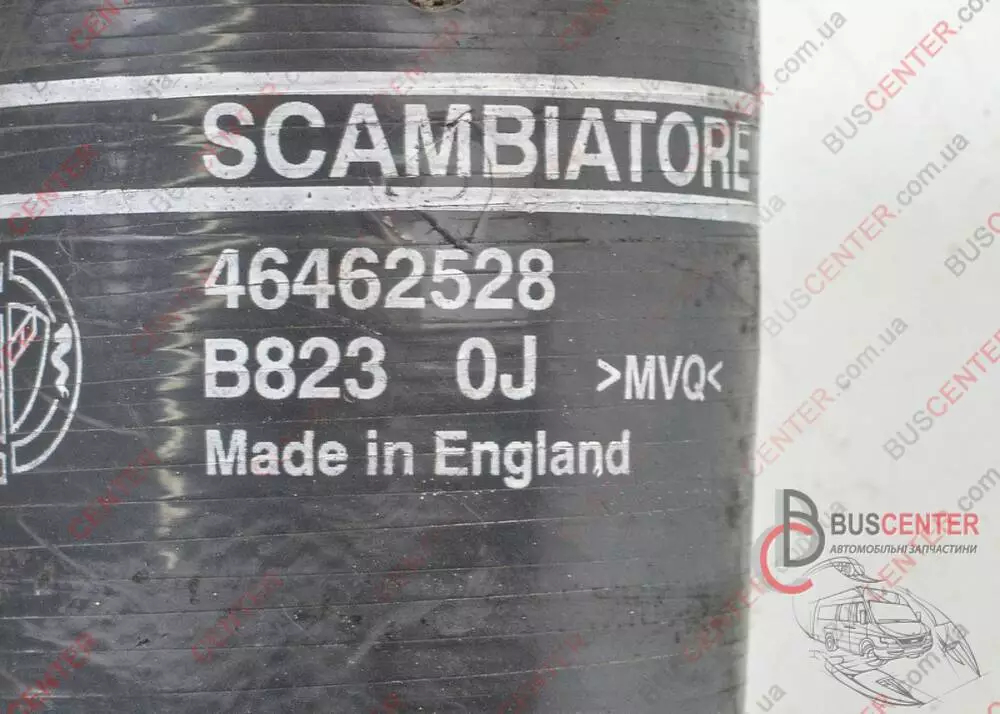 SCAMBIATORE
46462528
B823 0J >MVQ<
Made in England
BUSCENTER
АВТОМОБІЛЬНІ ЗАПЧАСТИНИ
BUSCENTER.com.ua